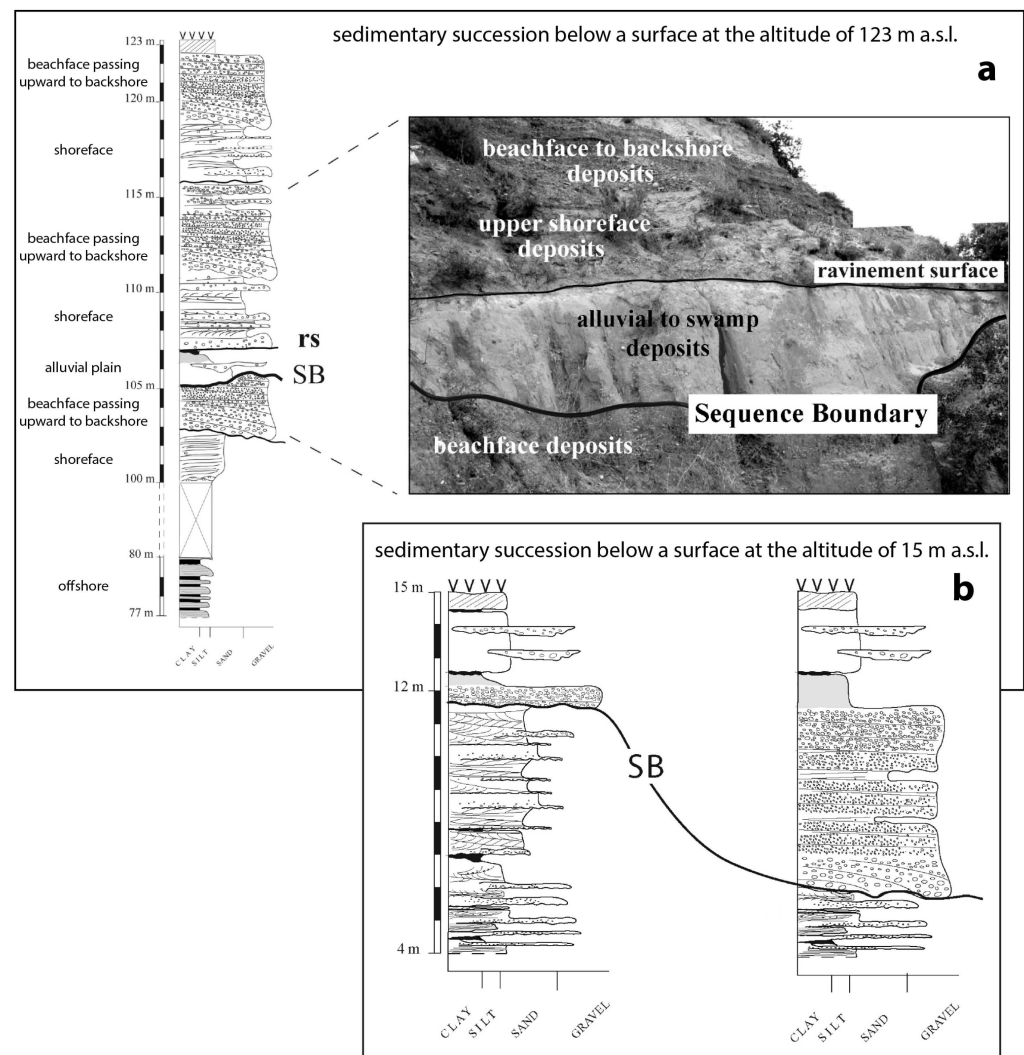 sedimentary succession below a surface at the altitude of 123 m a.s.l.
a
V V V V
123 m
beachface passing
upward to backshore
120 m
shoreface
115 m
beachface passing
upward to backshore
110 m
shoreface
rs
alluvial plain
SB
105 m
beachface passing
upward to backshore
shoreface
100 m
80 m
offshore
77 m
CLAY
SILT
SAND
GRAVEL
beachface to backshore
deposits
upper shoreface
deposits
ravinement surface
alluvial to swamp
deposits
Sequence Boundary
beachface deposits
sedimentary succession below a surface at the altitude of 15 m a.s.l.
b
15 m
V V V V
V V V V
12 m
SB
4 m
CLAY
SILT
SAND
GRAVEL
CLAY
SILT
SAND
GRAVEL